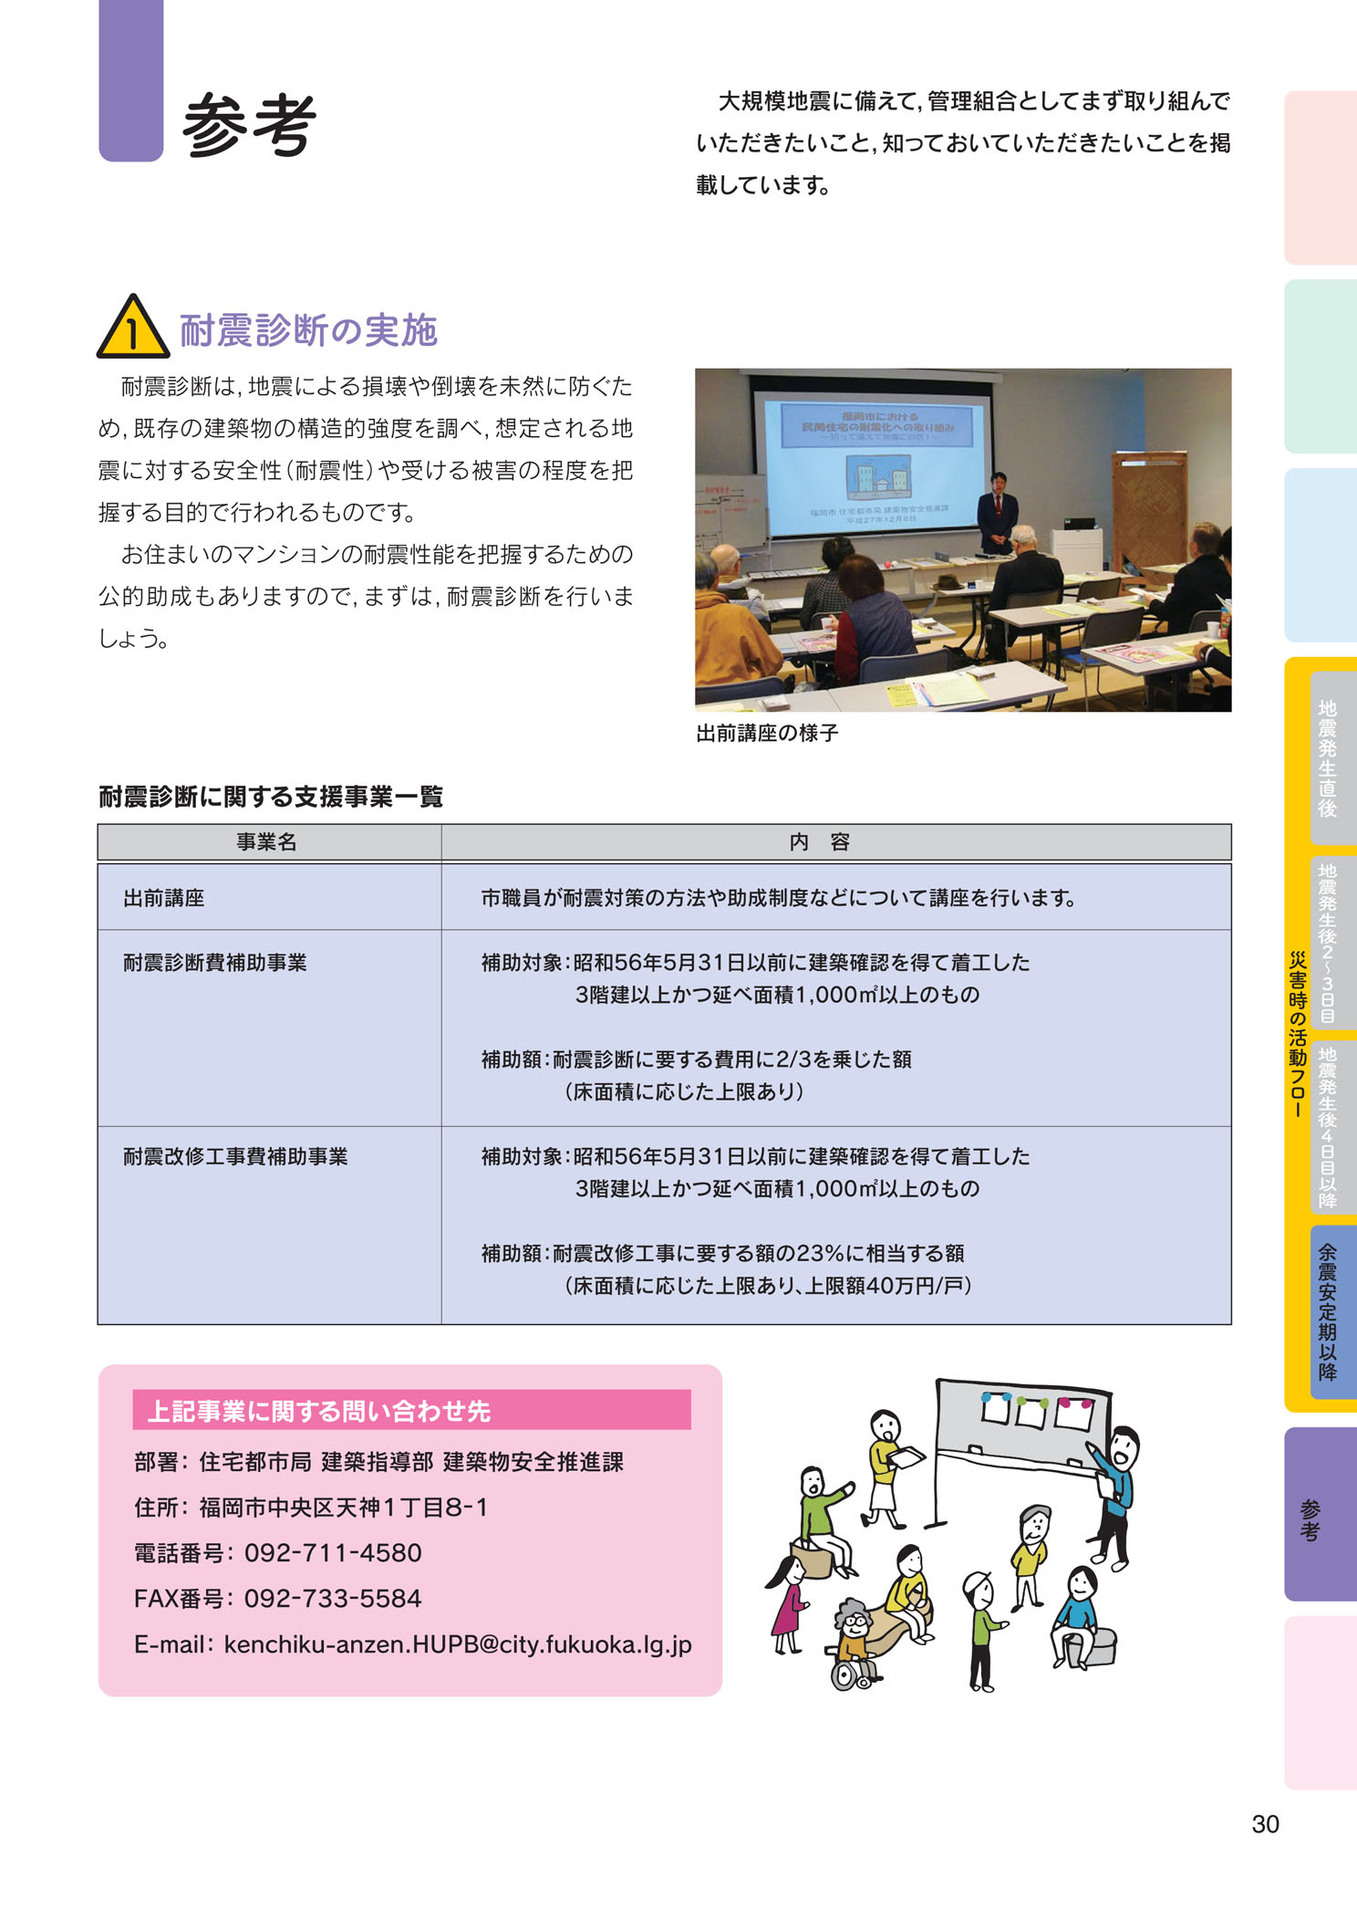 参考
大規模地震に備えて，管理組合としてまず取り組んで
いただきたいこと，知っておいていただきたいことを掲
載しています。
1 耐震診断の実施
耐震診断は，地震による損壊や倒壊を未然に防ぐた
め，既存の建築物の構造的強度を調べ，想定される地
震に対する安全性（耐震性）や受ける被害の程度を把
握する目的で行われるものです。
お住まいのマンションの耐震性能を把握するための
公的助成もありますので，まずは，耐震診断を行いま
しょう。
福岡市における
民間住宅の耐震化への取り組み
福岡市 住宅都市局 建築物安全推進課
平成27年12月8日
出前講座の様子
耐震診断に関する支援事業一覧
事業名 内　容
出前講座 市職員が耐震対策の方法や助成制度などについて講座を行います。
耐震診断費補助事業 補助対象：昭和56年5月31日以前に建築確認を得て着工した
3階建以上かつ延べ面積1,000㎡以上のもの
補助額：耐震診断に要する費用に2/3を乗じた額
（床面積に応じた上限あり）
耐震改修工事費補助事業 補助対象：昭和56年5月31日以前に建築確認を得て着工した
3階建以上かつ延べ面積1,000㎡以上のもの
補助額：耐震改修工事に要する額の23%に相当する額
（床面積に応じた上限あり、上限額40万円/戸）
上記事業に関する問い合わせ先
部署： 住宅都市局 建築指導部 建築物安全推進課
住所： 福岡市中央区天神1丁目8-1
電話番号： 092-711-4580
FAX番号： 092-733-5584
E-mail： kenchiku-anzen.HUPB@city.fukuoka.lg.jp
災害時の活動フロー
地震発生直後
地震発生後2～3日目
地震発生後4日目以降
余震安定期以降
参考
30